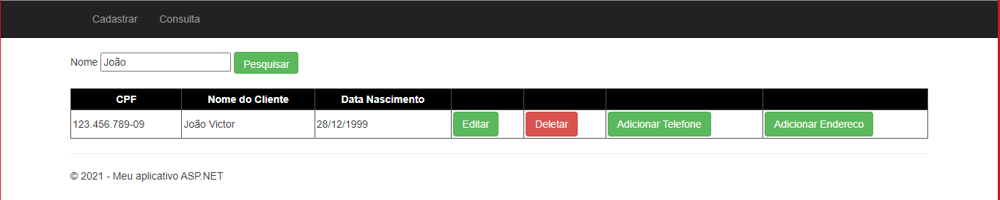 Cadastrar Consulta
Nome João Pesquisar
CPF Nome do Cliente Data Nascimento
123.456.789-09 João Victor 28/12/1999 Editar Deletar Adicionar Telefone Adicionar Endereco
© 2021 - Meu aplicativo ASP.NET